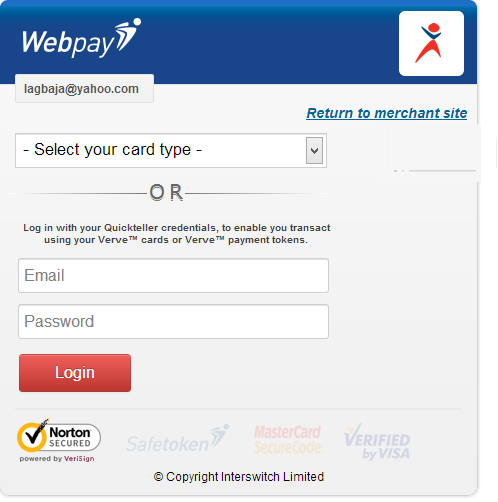 Webpay
lagbaja@yahoo.com
Return to merchant site
- Select your card type -
OR
Log in with your Quickteller credentials, to enable you transact
using your Verve™ cards or Verve™ payment tokens.
Email
Password
Login
Norton
SECURED
powered by VeriSign
Safetoken
MasterCard
SecureCode
VERIFIED
by VISA
© Copyright Interswitch Limited